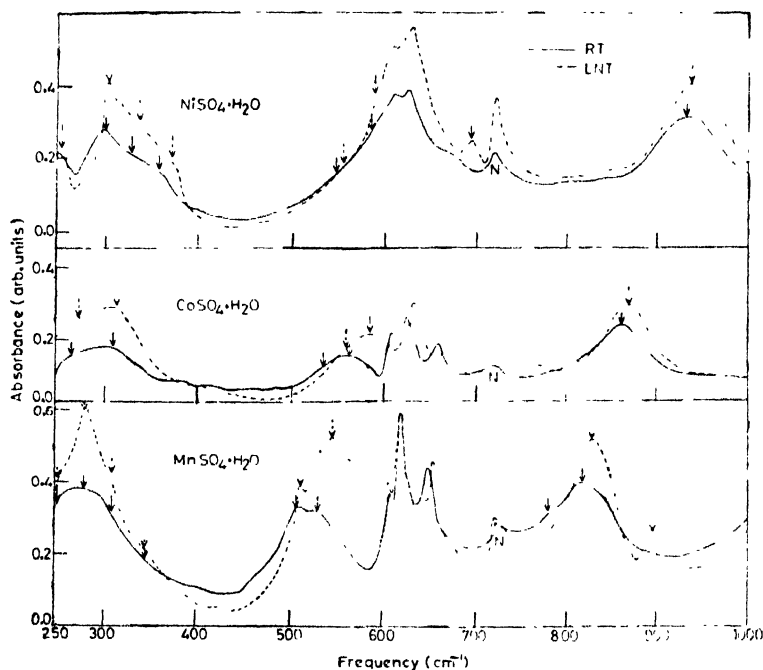 RT
LNT
0.4
NiSO4·H2O
0.2
N
0.0
0.4
CoSO4·H2O
0.2
N
0.0
0.6
MnSO4·H2O
0.4
0.2
N
0.0
250 300 400 500 600 700 800 900 1000
Frequency (cm-1)
Absorbance (arb. units)